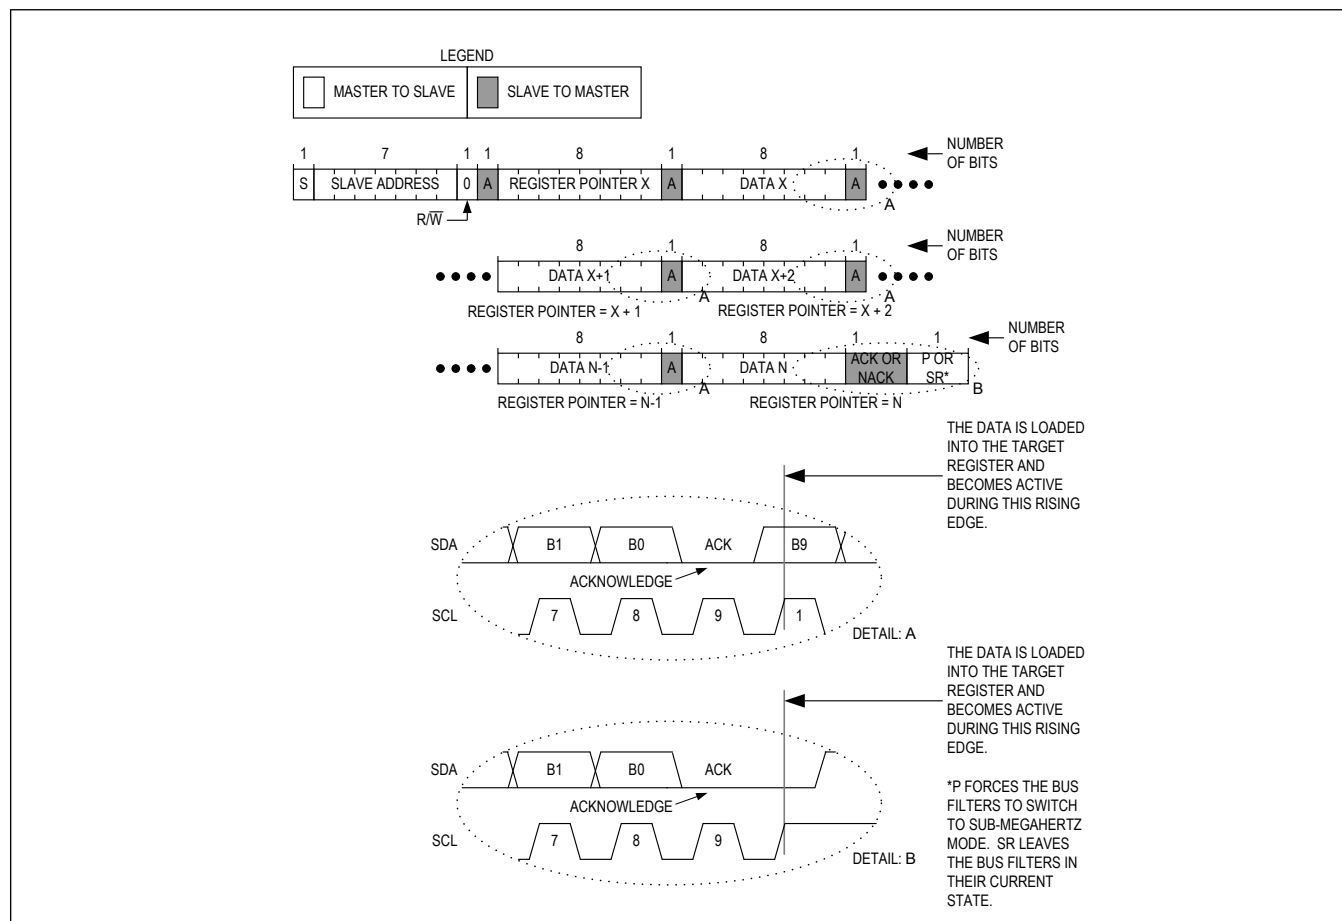 LEGEND
MASTER TO SLAVE SLAVE TO MASTER
1 7 1 1 8 1 8 1 NUMBER
OF BITS
S SLAVE ADDRESS 0 A REGISTER POINTER X A DATA X A
A
R/W̅
8 1 8 1 NUMBER
OF BITS
DATA X+1 A DATA X+2 A
A A
REGISTER POINTER = X + 1 REGISTER POINTER = X + 2
8 1 8 1 1 NUMBER
OF BITS
DATA N-1 A DATA N ACK OR
NACK P OR
SR*
A B
REGISTER POINTER = N-1 REGISTER POINTER = N
THE DATA IS LOADED
INTO THE TARGET
REGISTER AND
BECOMES ACTIVE
DURING THIS RISING
EDGE.
SDA B1 B0 ACK B9
ACKNOWLEDGE
SCL 7 8 9 1
DETAIL: A
THE DATA IS LOADED
INTO THE TARGET
REGISTER AND
BECOMES ACTIVE
DURING THIS RISING
EDGE.
SDA B1 B0 ACK
ACKNOWLEDGE
SCL 7 8 9
DETAIL: B
*P FORCES THE BUS
FILTERS TO SWITCH
TO SUB-MEGAHERTZ
MODE. SR LEAVES
THE BUS FILTERS IN
THEIR CURRENT
STATE.